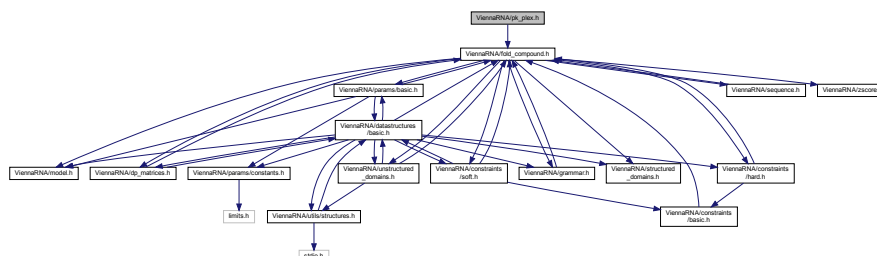 ViennaRNA/pk_plex.h
ViennaRNA/fold_compound.h
ViennaRNA/params/basic.h
ViennaRNA/sequence.h
ViennaRNA/zscore
ViennaRNA/datastructures
/basic.h
ViennaRNA/model.h
ViennaRNA/dp_matrices.h
ViennaRNA/params/constants.h
ViennaRNA/unstructured
_domains.h
ViennaRNA/constraints
/soft.h
ViennaRNA/grammar.h
ViennaRNA/structured
_domains.h
ViennaRNA/constraints
/hard.h
limits.h
ViennaRNA/utils/structures.h
ViennaRNA/constraints
/basic.h